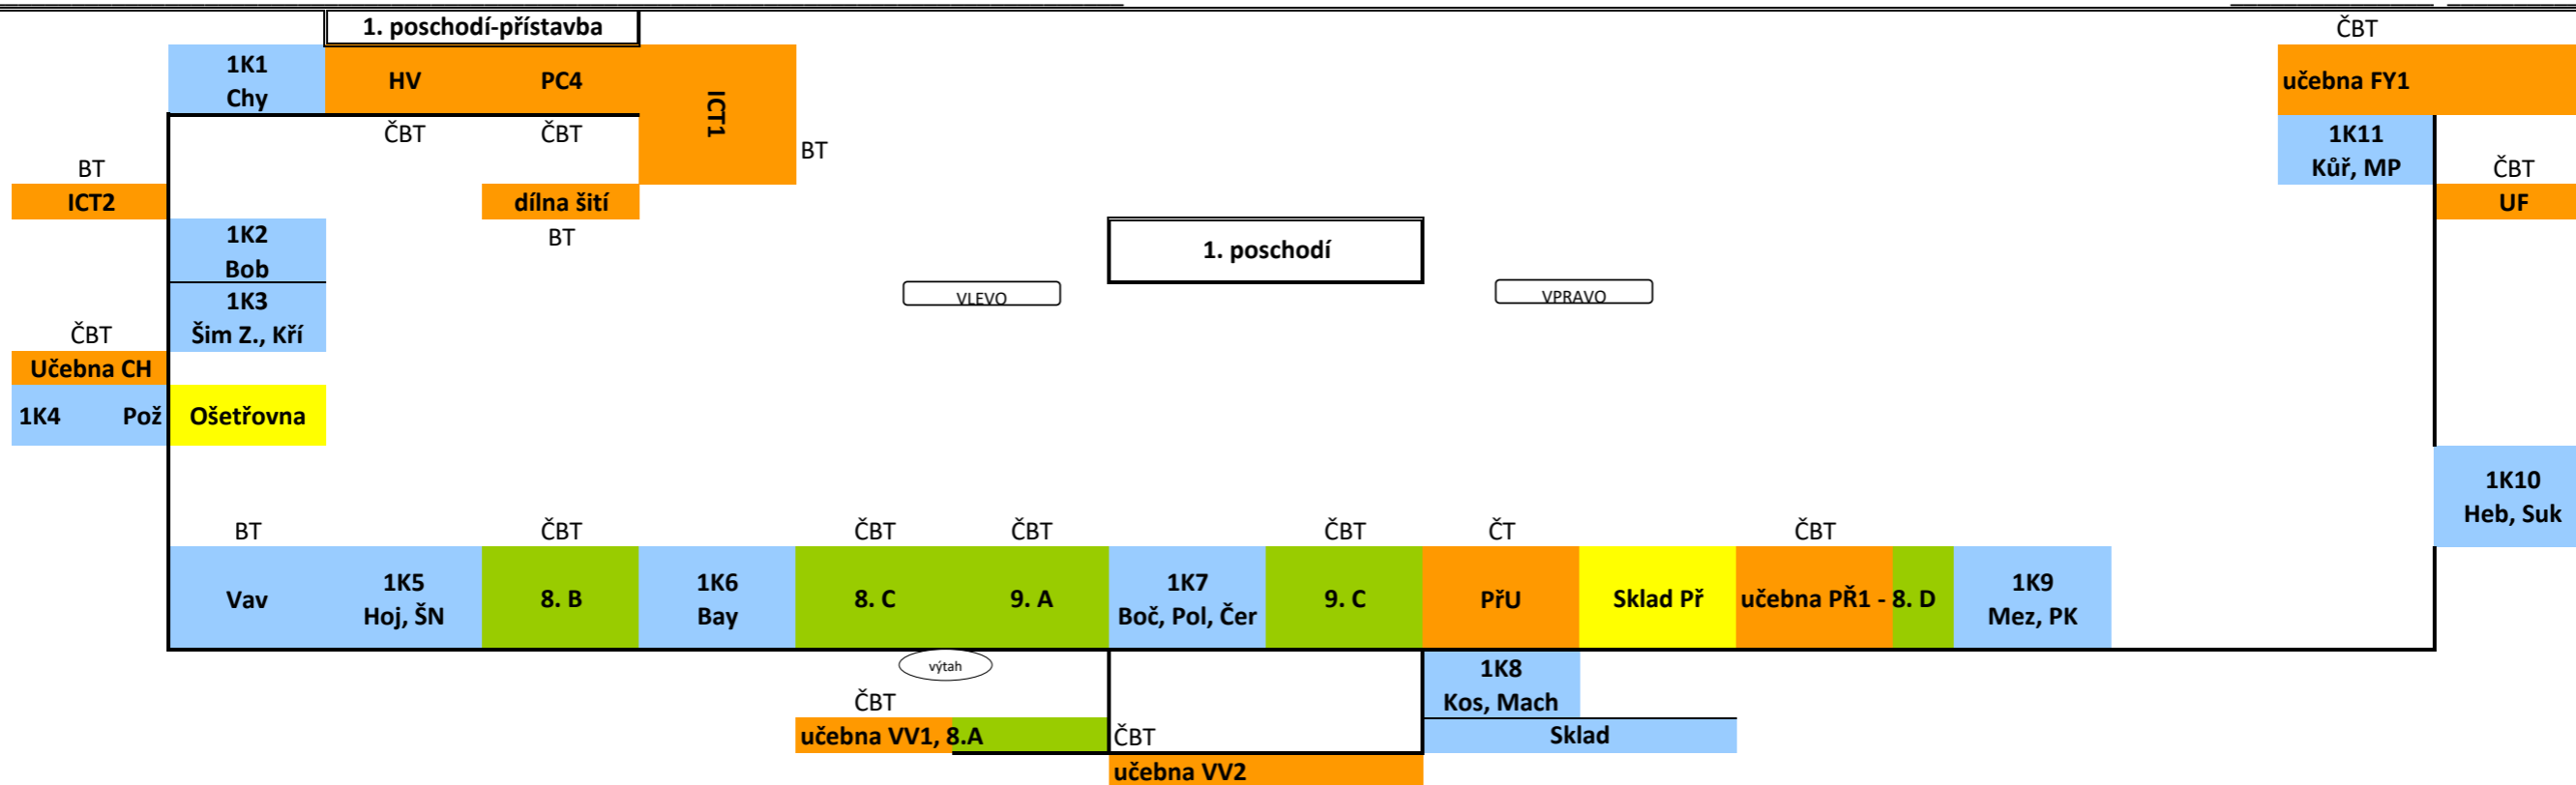 1. poschodí-přístavba
ČBT
1K1
Chy
HV
PC4
ICT1
učebna FY1
ČBT
ČBT
BT
1K11
Kůř, MP
BT
ČBT
ICT2
dílna šití
UF
1K2
Bob
BT
1. poschodí
1K3
Šim Z., Kří
VLEVO
VPRAVO
ČBT
Učebna CH
1K4 Pož
Ošetřovna
1K10
Heb, Suk
BT
ČBT
ČBT
ČBT
ČBT
ČT
ČBT
Vav
1K5
Hoj, ŠN
8. B
1K6
Bay
8. C
9. A
1K7
Boč, Pol, Čer
9. C
PřU
Sklad Př
učebna PŘ1 - 8. D
1K9
Mez, PK
výtah
1K8
Kos, Mach
ČBT
učebna VV1, 8.A
ČBT
Sklad
učebna VV2